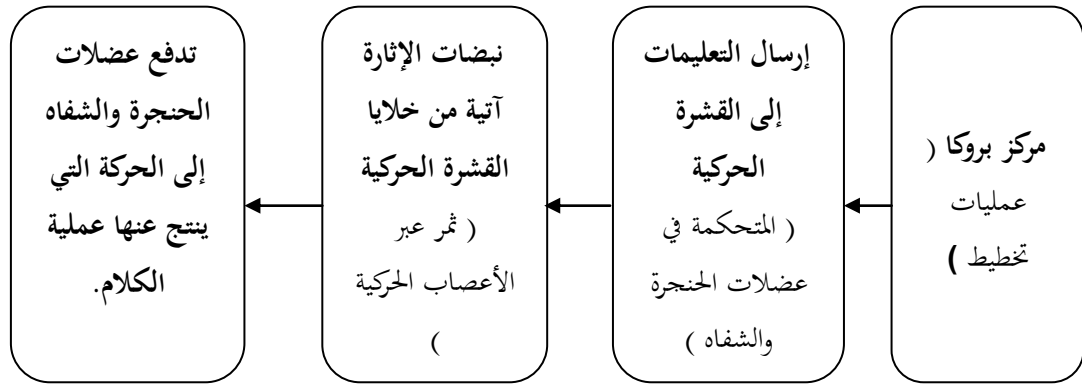 مركز بروكا (
عمليات
تخطيط )
إرسال التعليمات
إلى القشرة
الحركية
( المتحكمة في
عضلات الحنجرة
والشفاه )
نبضات الإثارة
آتية من خلايا
القشرة الحركية
( ثمر عبر
الأعصاب الحركية
)
تدفع عضلات
الحنجرة والشفاه
إلى الحركة التي
ينتج عنها عملية
الكلام.